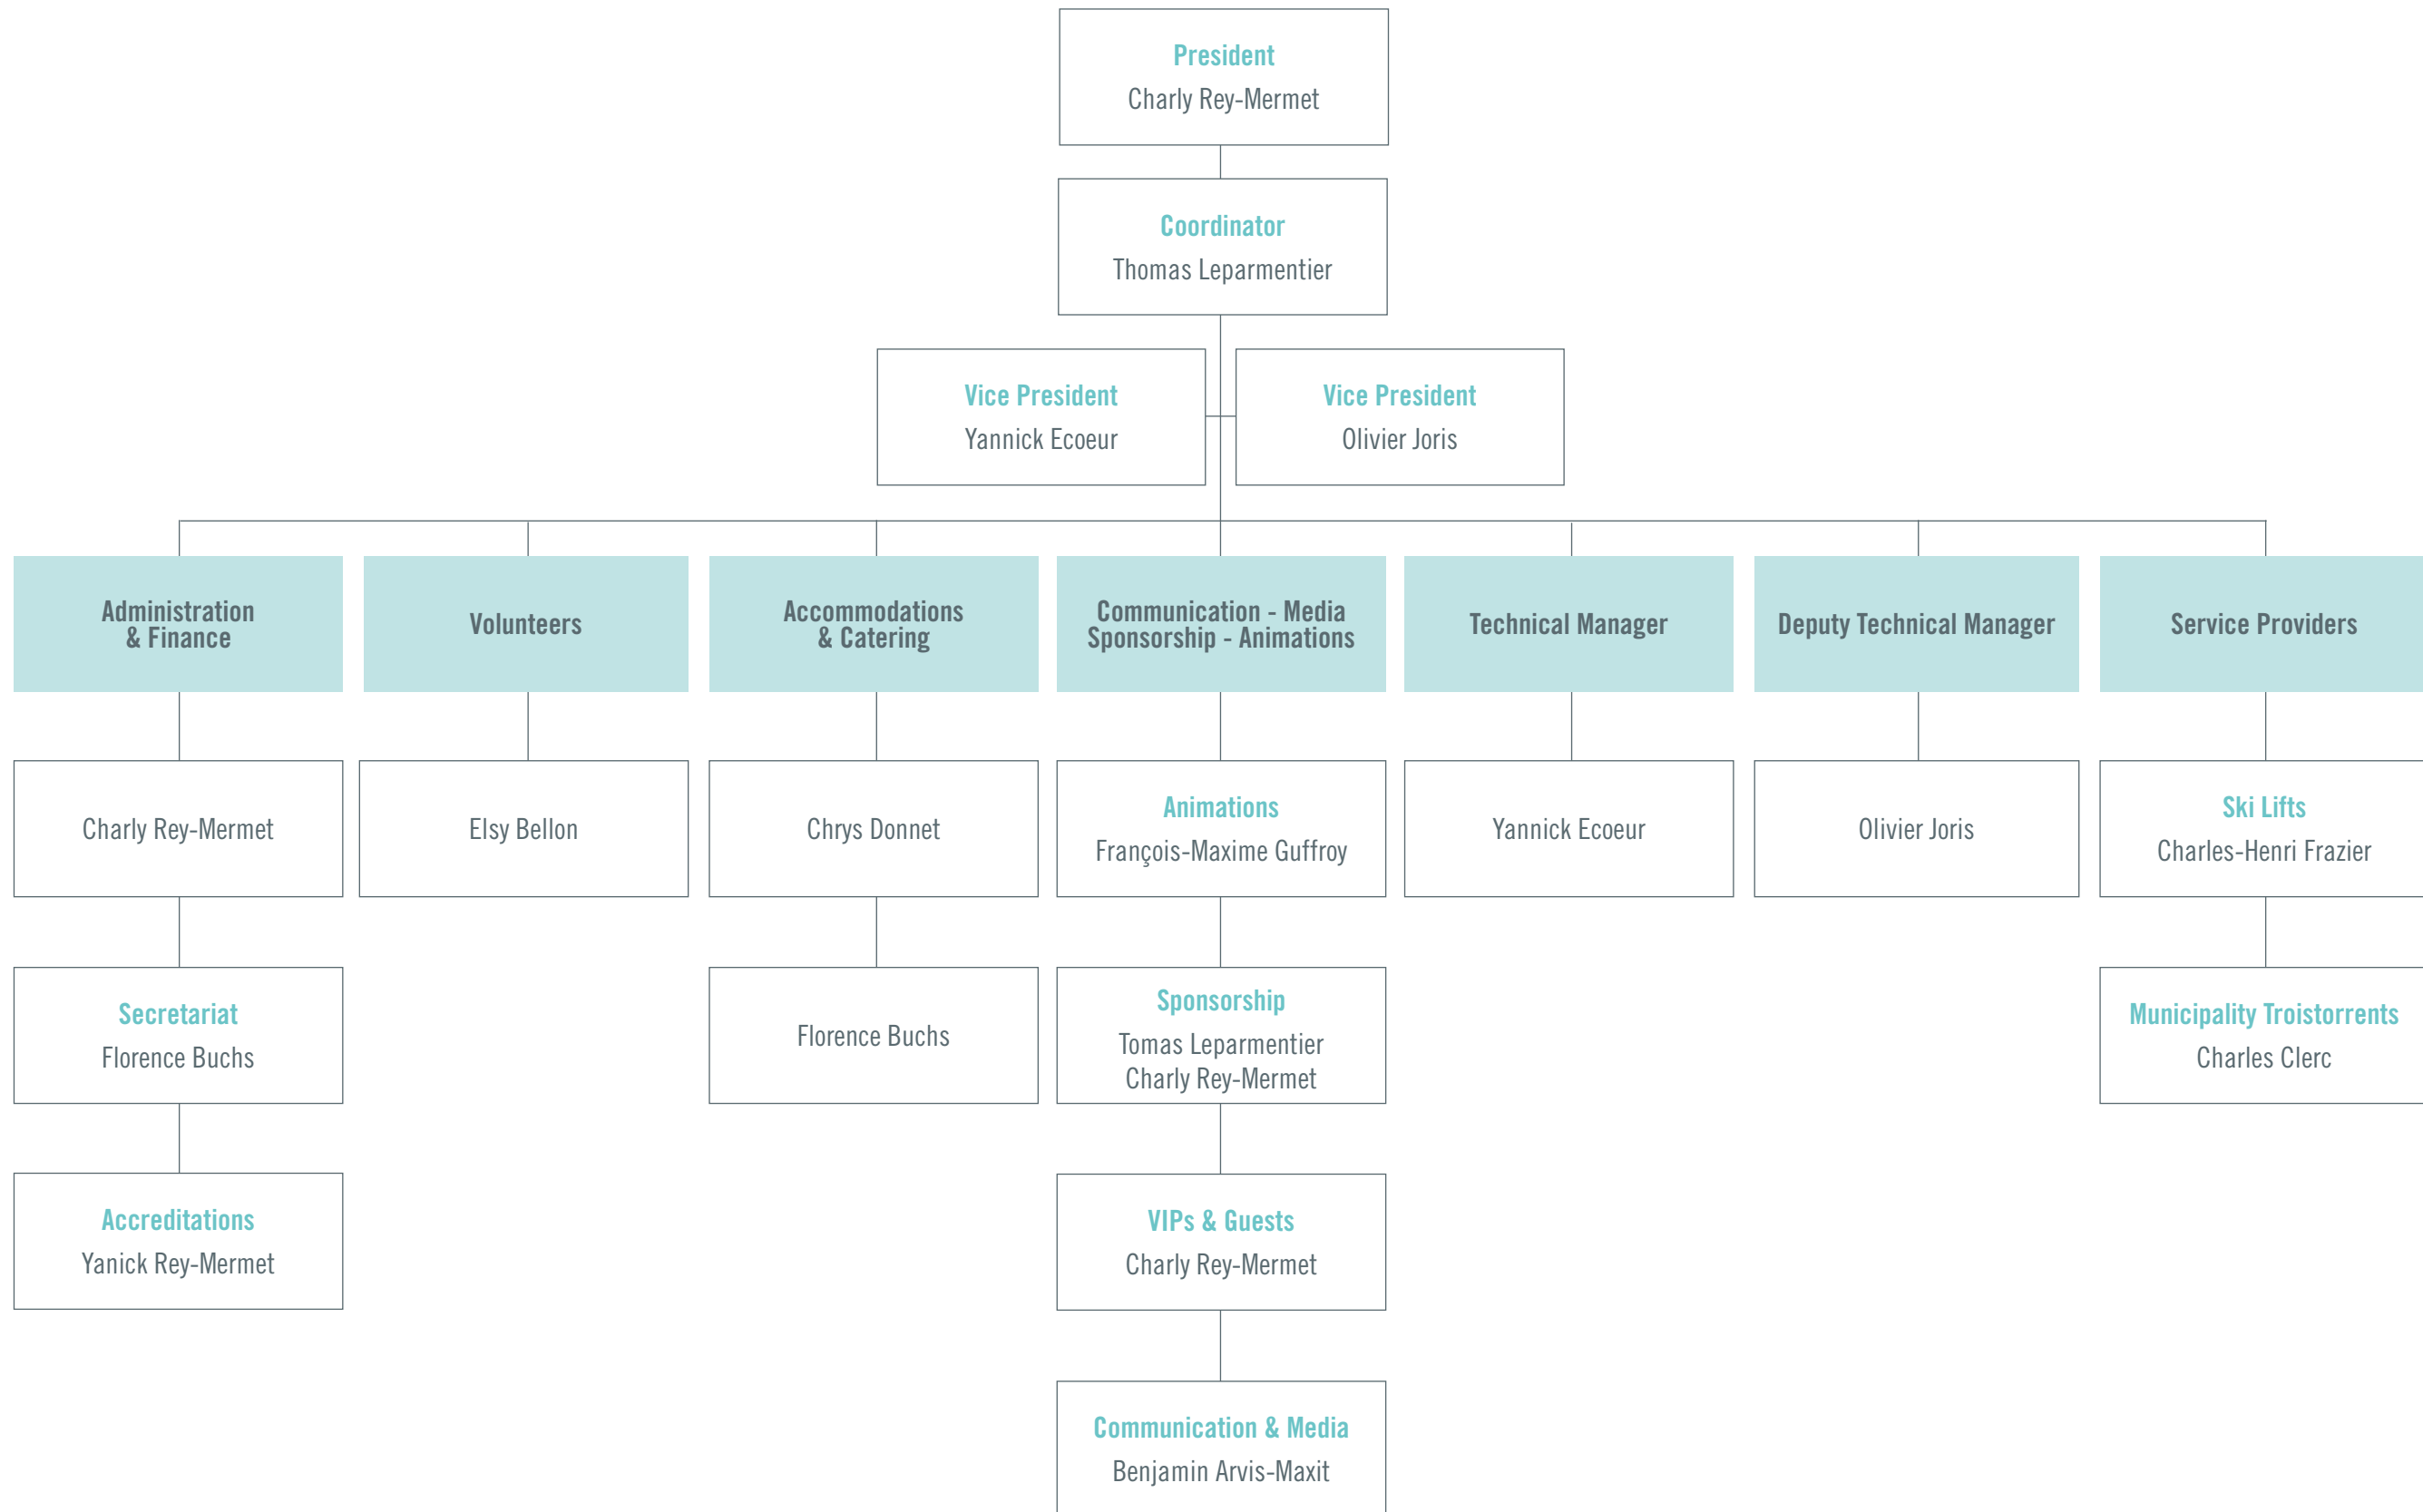 President
Charly Rey-Mermet
Coordinator
Thomas Leparmentier
Vice President
Yannick Ecoeur
Vice President
Olivier Joris
Administration
& Finance
Volunteers
Accommodations
& Catering
Communication - Media
Sponsorship - Animations
Technical Manager
Deputy Technical Manager
Service Providers
Charly Rey-Mermet
Elsy Bellon
Chrys Donnet
Animations
François-Maxime Guffroy
Yannick Ecoeur
Olivier Joris
Ski Lifts
Charles-Henri Frazier
Secretariat
Florence Buchs
Florence Buchs
Sponsorship
Tomas Leparmentier
Charly Rey-Mermet
Municipality Troistorrents
Charles Clerc
Accreditations
Yanick Rey-Mermet
VIPs & Guests
Charly Rey-Mermet
Communication & Media
Benjamin Arvis-Maxit